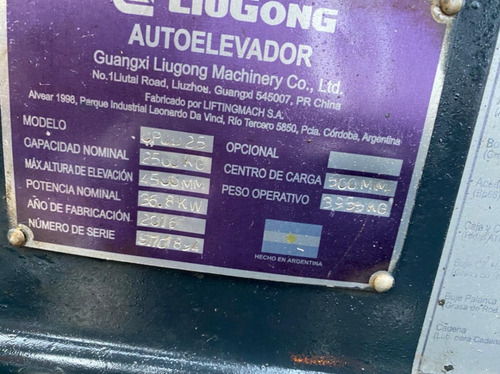 LIUGONG
AUTOELEVADOR
Guangxi Liugong Machinery Co., Ltd.
No.1Liutai Road, Liuzhou. Guangxi 545007, PR China
Fabricado por LIFTINGMACH S.A.
Alvear 1998, Parque Industrial Leonardo Da Vinci, Río Tercero 5850, Pcia. Córdoba, Argentina
MODELO
OPCIONAL
CAPACIDAD NOMINAL 2500 KG
CENTRO DE CARGA 500 MM
MÁX.ALTURA DE ELEVACIÓN 4500 MM
PESO OPERATIVO
POTENCIA NOMINAL 36.8 KW
AÑO DE FABRICACIÓN 2016
NÚMERO DE SERIE
HECHO EN ARGENTINA
Cadena